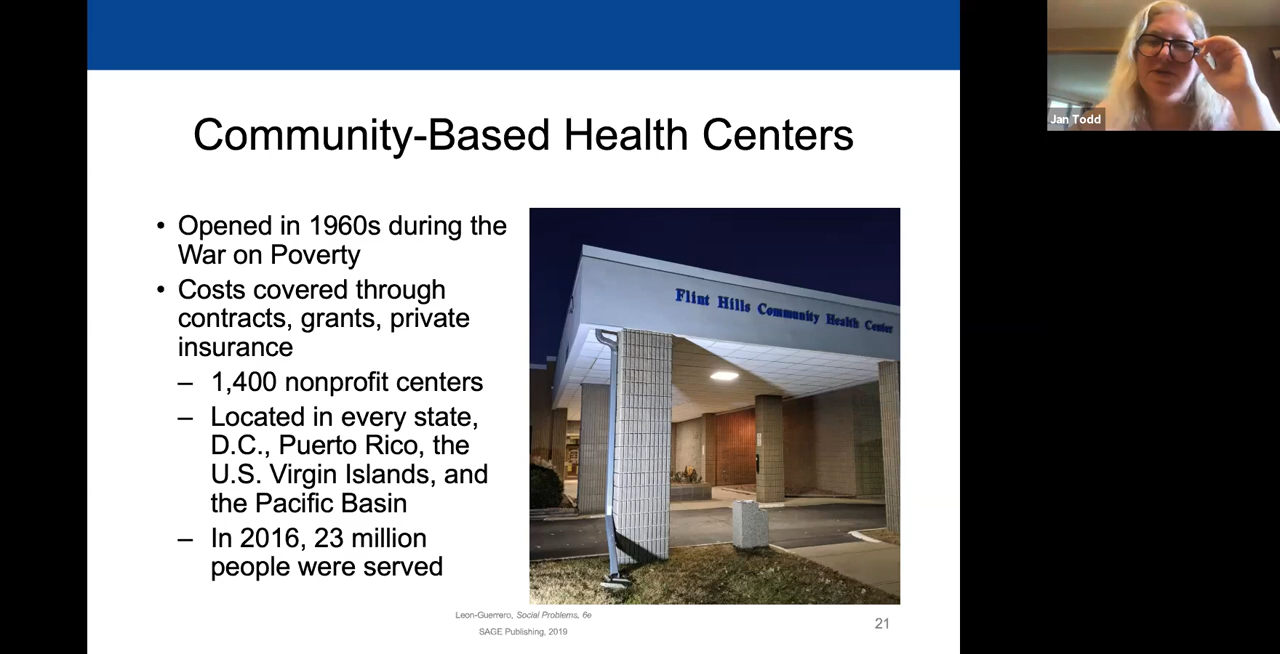 Community-Based Health Centers
• Opened in 1960s during the
War on Poverty
• Costs covered through
contracts, grants, private
insurance
– 1,400 nonprofit centers
– Located in every state,
D.C., Puerto Rico, the
U.S. Virgin Islands, and
the Pacific Basin
– In 2016, 23 million
people were served
Flint Hills Community Health Center
Leon-Guerrero, Social Problems, 6e
SAGE Publishing, 2019
21
Jan Todd